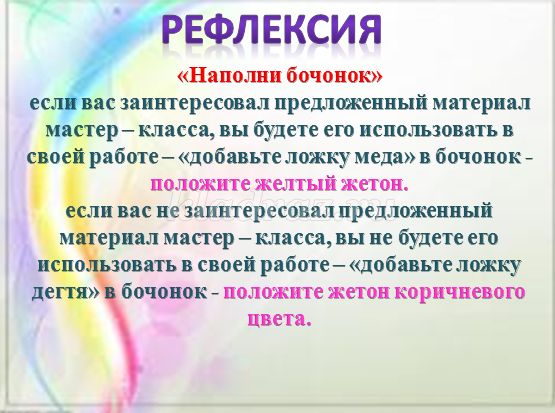 РЕФЛЕКСИЯ
«Наполни бочонок»
если вас заинтересовал предложенный материал
мастер – класса, вы будете его использовать в
своей работе – «добавьте ложку меда» в бочонок -
положите желтый жетон.
если вас не заинтересовал предложенный
материал мастер – класса, вы не будете его
использовать в своей работе – «добавьте ложку
дегтя» в бочонок - положите жетон коричневого
цвета.